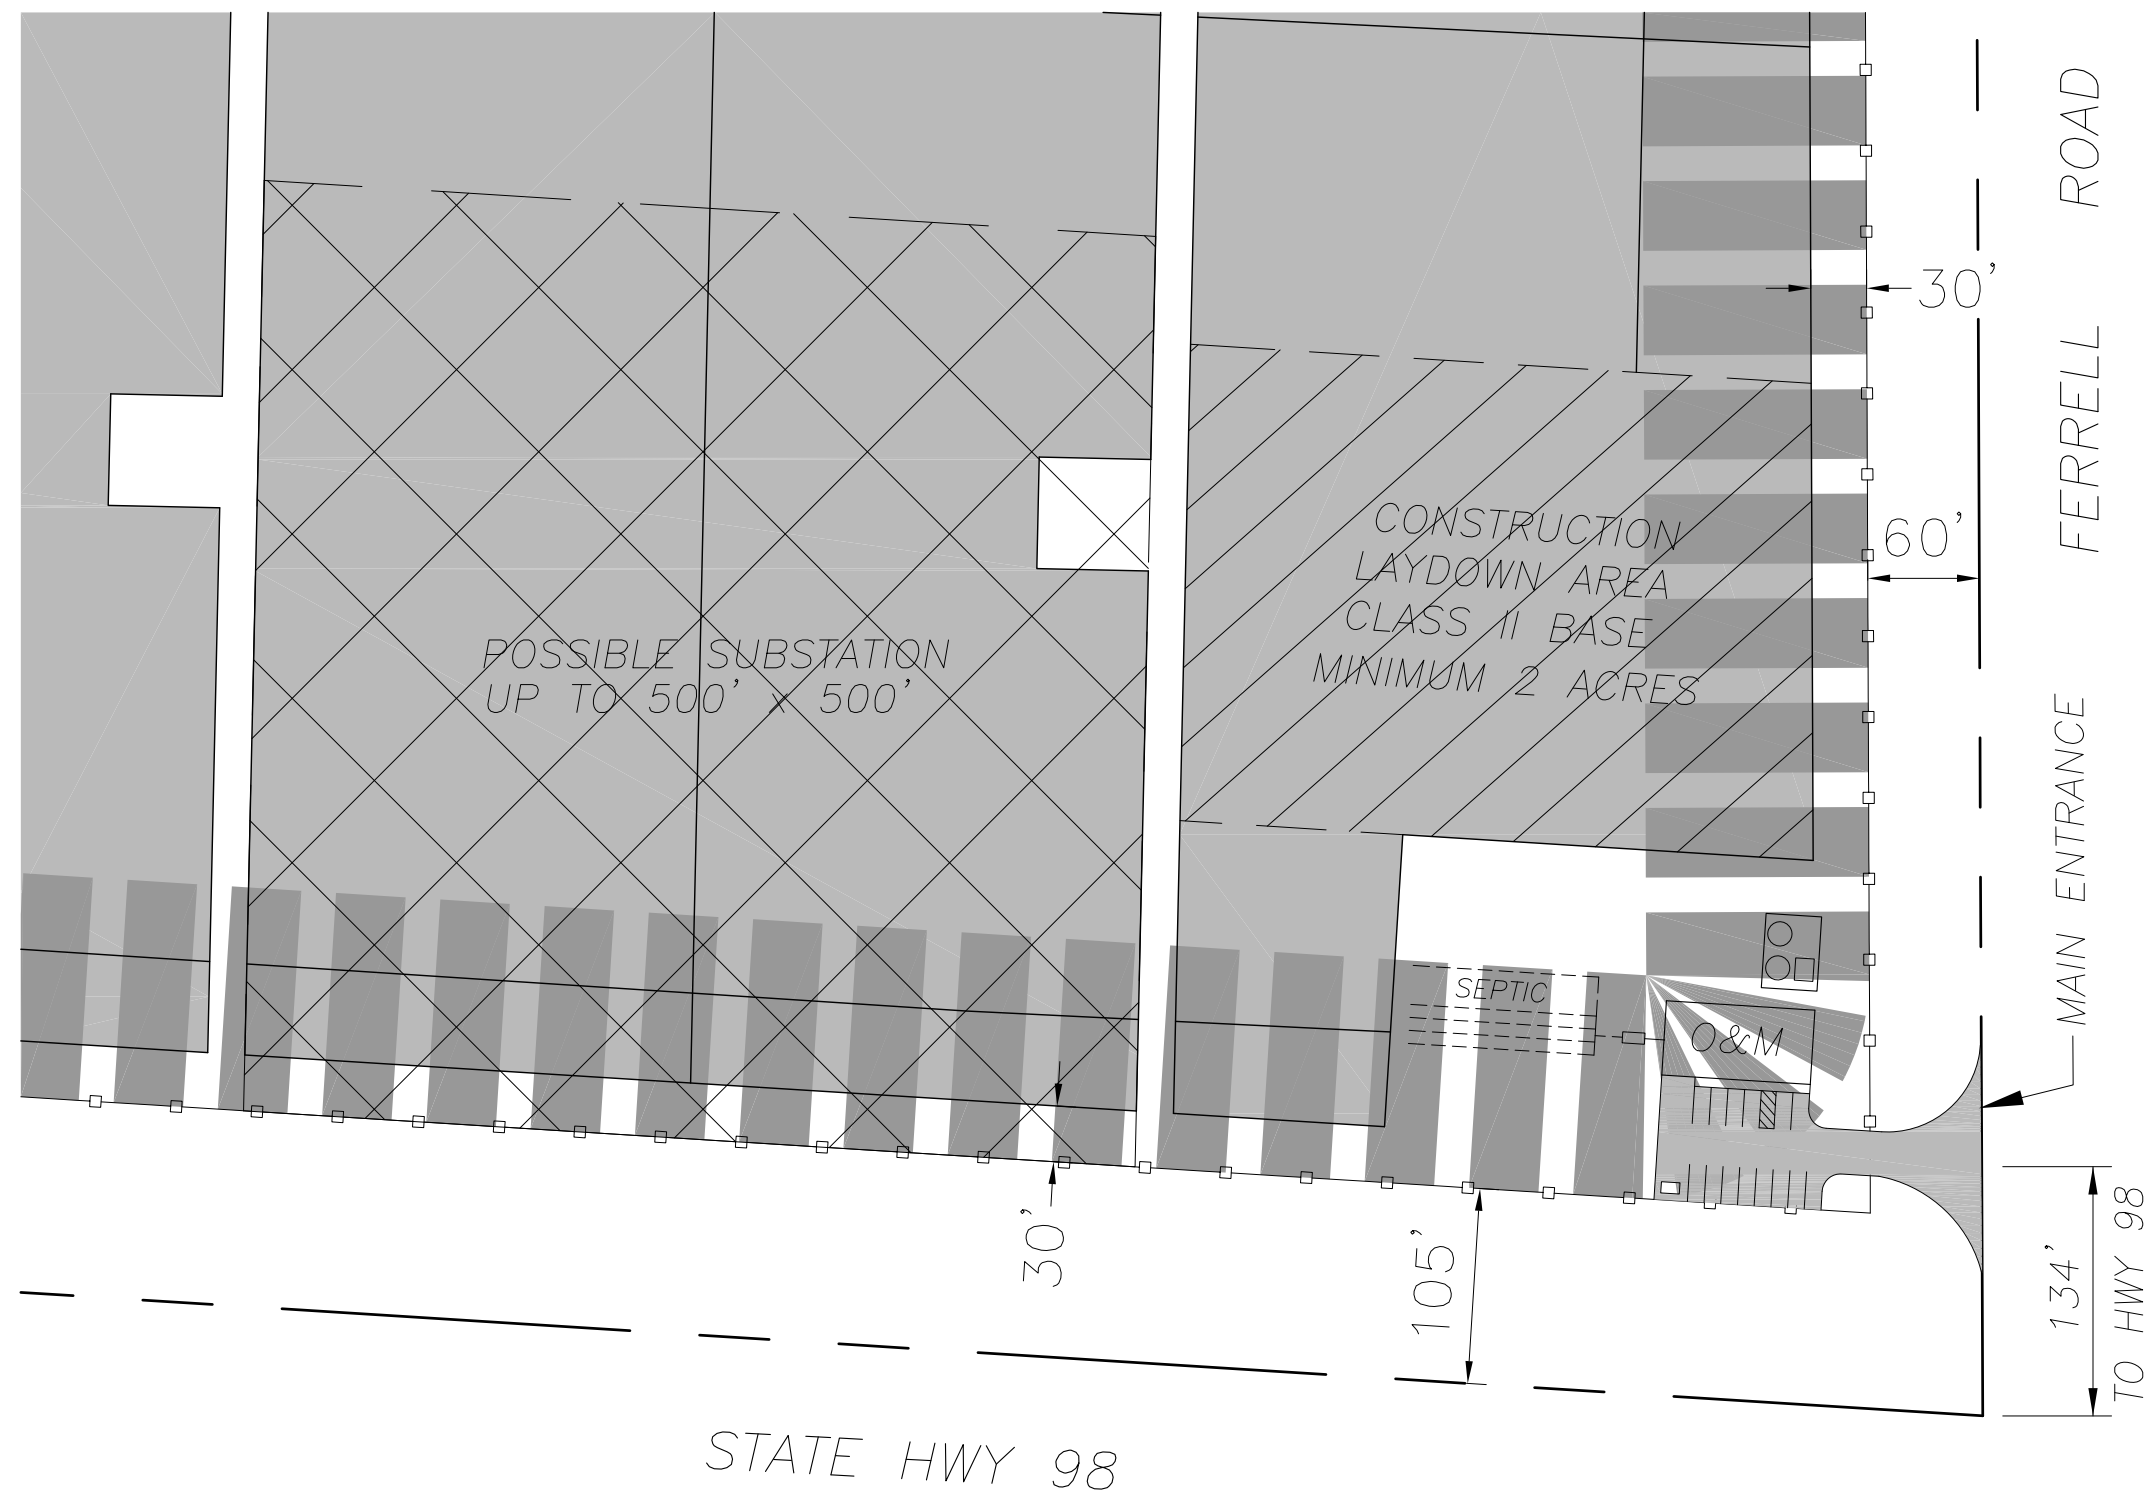 ROAD
30'
FERRELL
CONSTRUCTION
LAYDOWN AREA
CLASS II BASE
MINIMUM 2 ACRES
60'
POSSIBLE SUBSTATION
UP TO 500' x 500'
MAIN ENTRANCE
SEPTIC
O&M
30'
105'
134'
TO HWY 98
STATE HWY 98